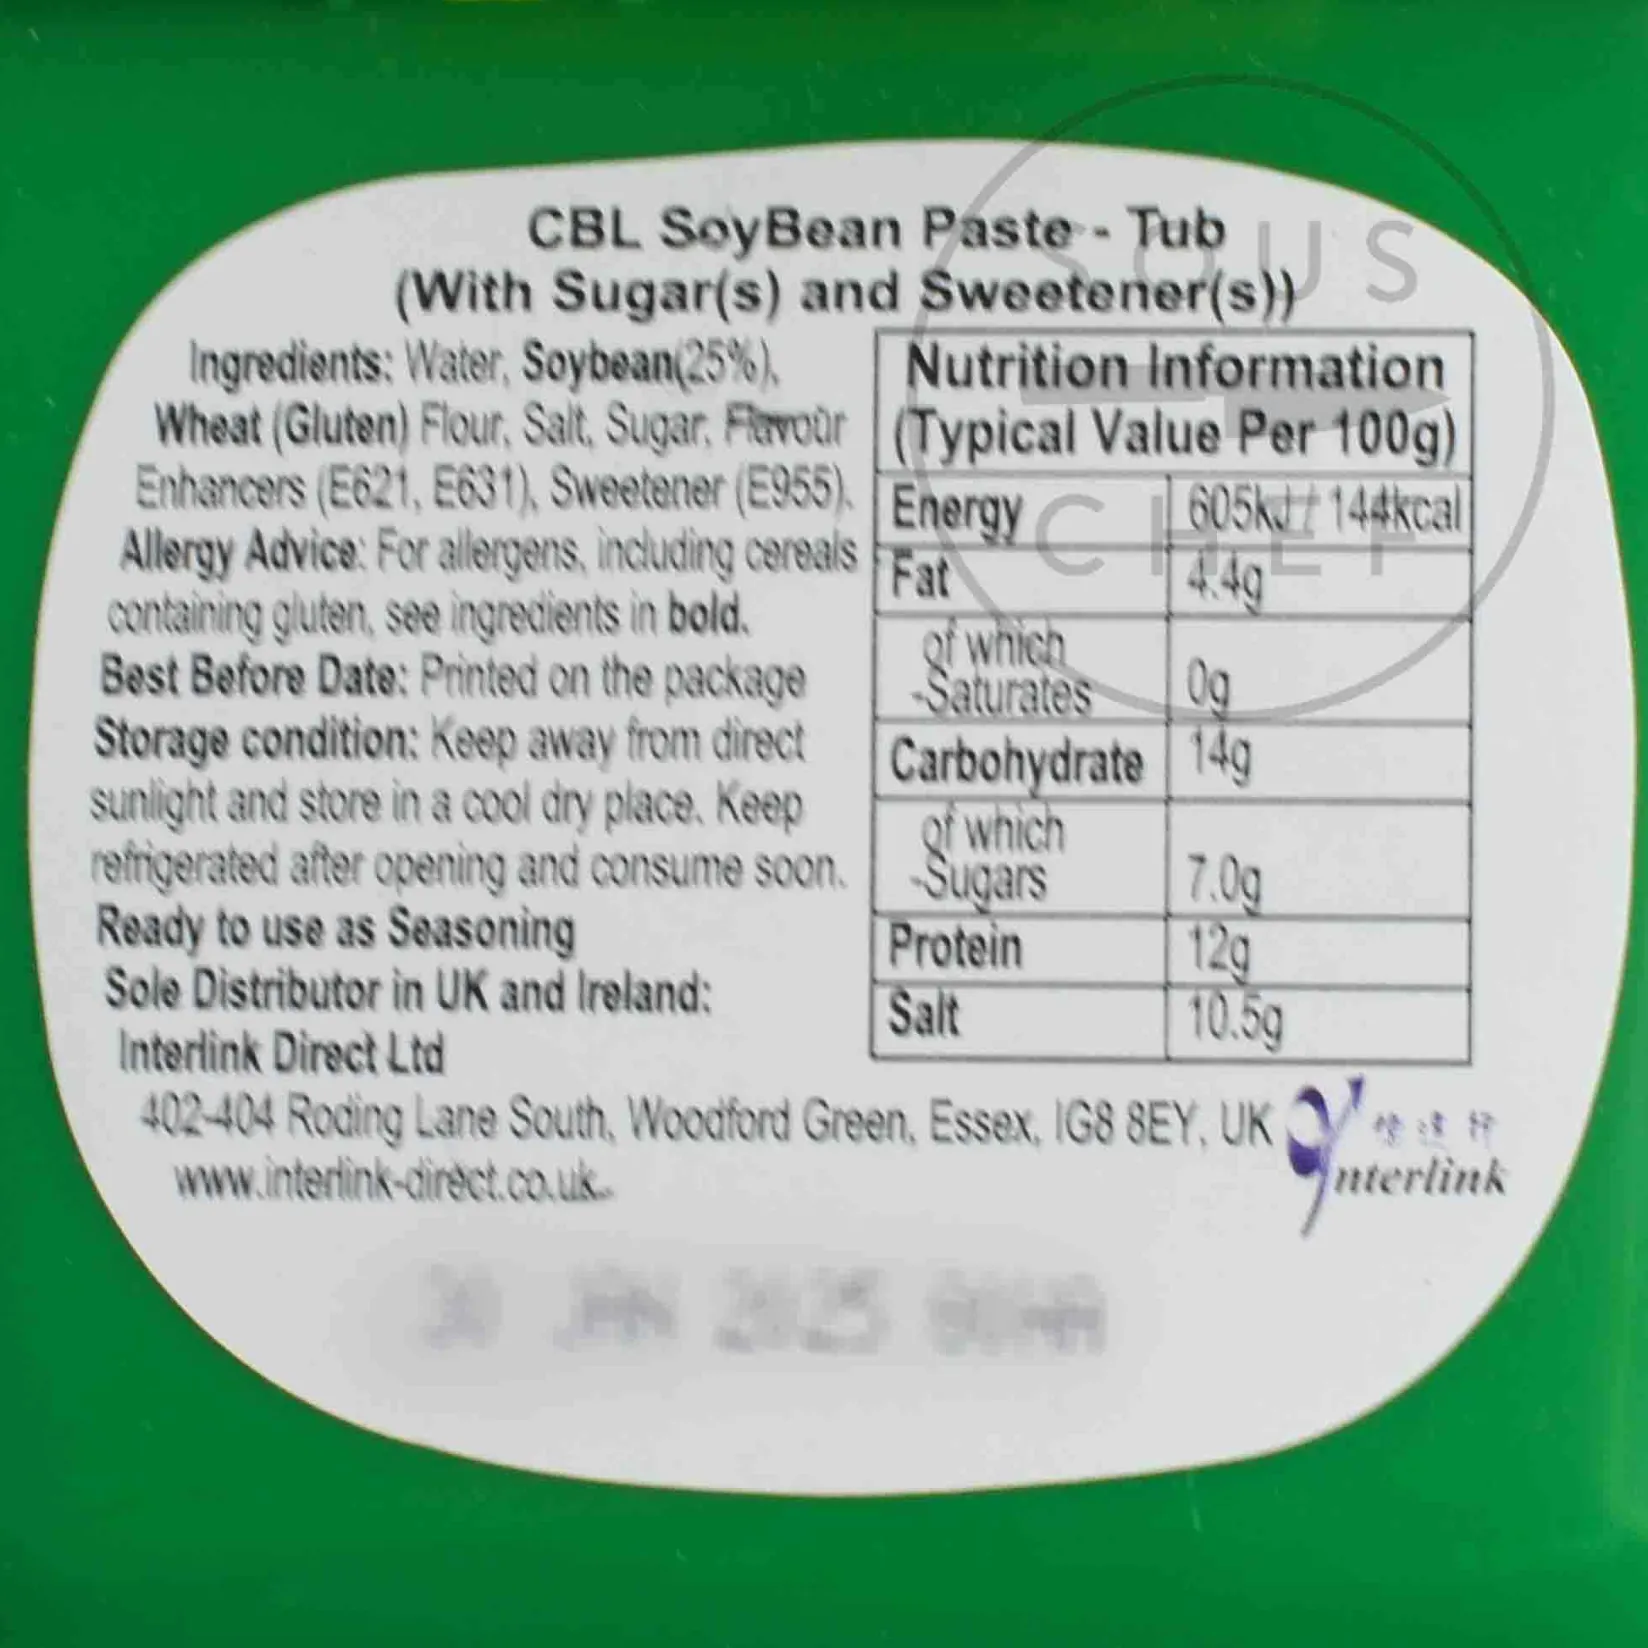 CBL SoyBean Paste - Tub
(With Sugar(s) and Sweetener(s))
Ingredients: Water, Soybean(25%),
Wheat (Gluten) Flour, Salt, Sugar, Flavour
Enhancers (E621, E631), Sweetener (E955).
Allergy Advice: For allergens, including cereals
containing gluten, see ingredients in bold.
Best Before Date: Printed on the package
Storage condition: Keep away from direct
sunlight and store in a cool dry place. Keep
refrigerated after opening and consume soon.
Ready to use as Seasoning
Sole Distributor in UK and Ireland:
Interlink Direct Ltd
402-404 Roding Lane South, Woodford Green, Essex, IG8 8EY, UK
www.interlink-direct.co.uk
Nutrition Information
(Typical Value Per 100g)
Energy 605kJ / 144kcal
Fat 4.4g
of which
-Saturates 0g
Carbohydrate 14g
of which
-Sugars 7.0g
Protein 12g
Salt 10.5g
Interlink
SOUS
CHEF